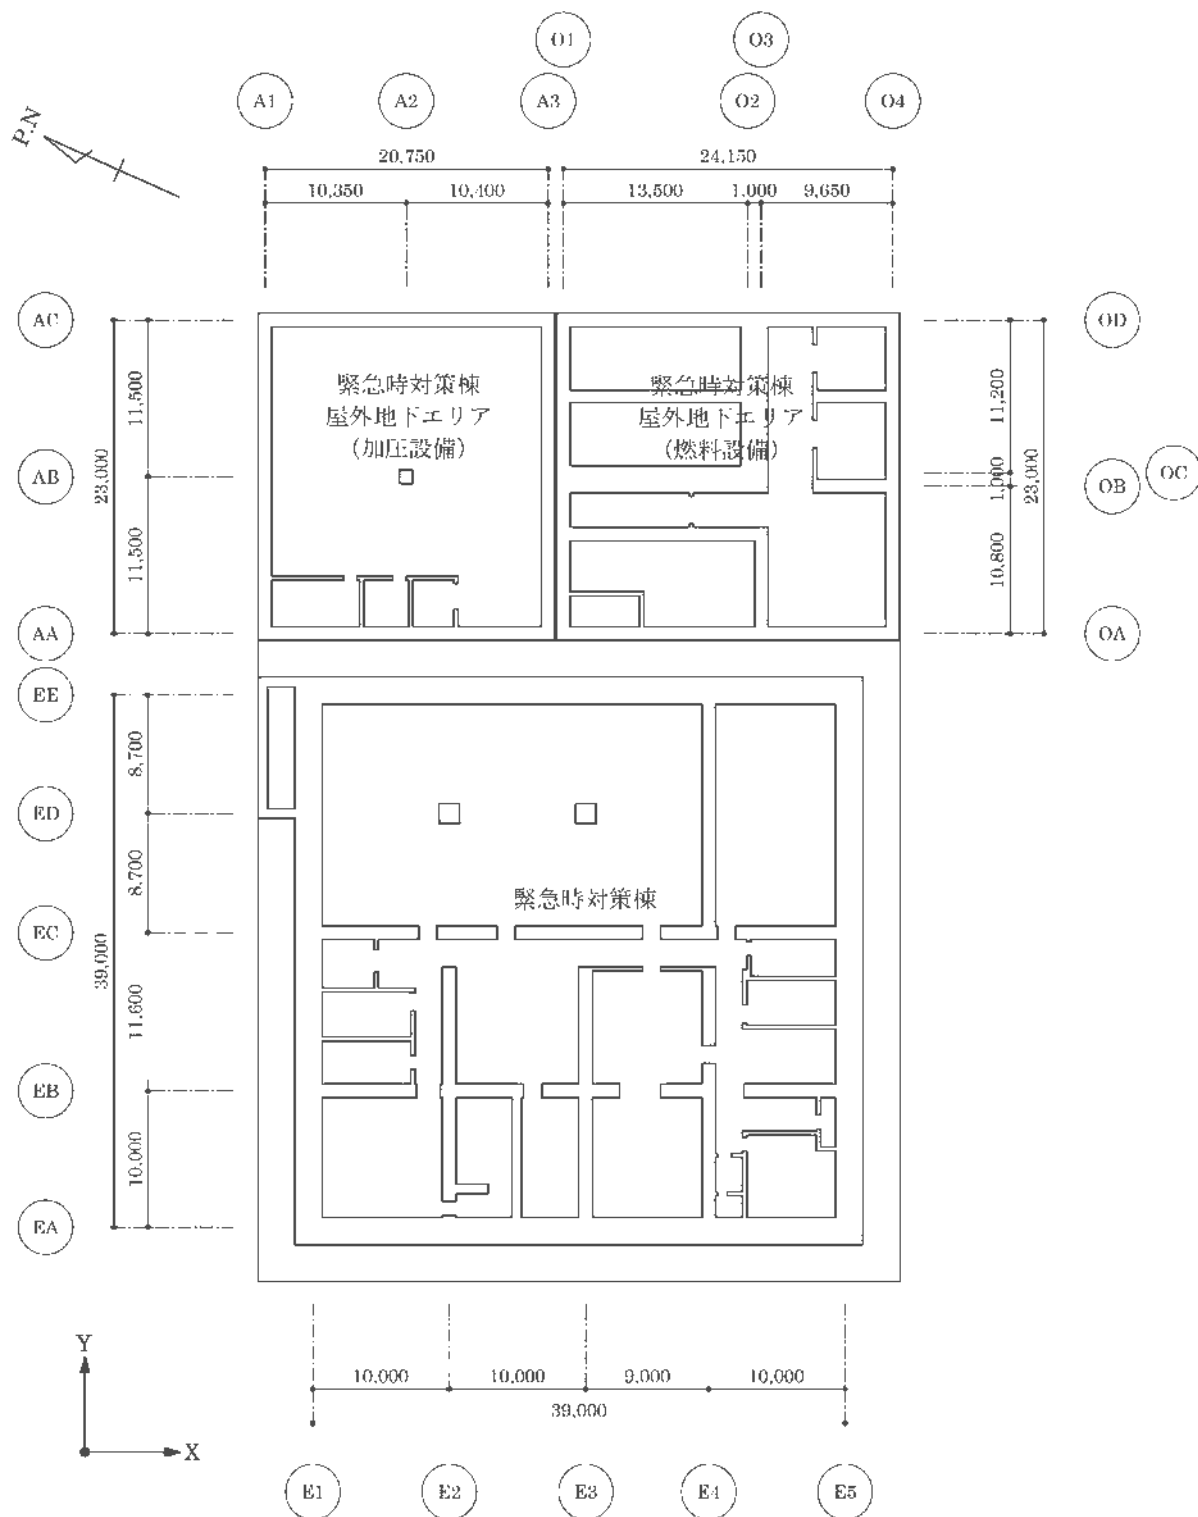 O1 O3
A1 A2 A3 O2 O4
P.N
20,750 24,150
10,350 10,400 13,500 1,000 9,650
AC OD
緊急時対策棟
屋外地下エリア
（加圧設備）
緊急時対策棟
屋外地下エリア
（燃料設備）
11,500
23,000
11,500
11,200
1,000
23,000
10,800
AB OB OC
AA OA
EE
8,700
ED
8,700
緊急時対策棟
EC
39,000
11,600
EB
10,000
EA
Y
X
10,000 10,000 9,000 10,000
39,000
E1 E2 E3 E4 E5